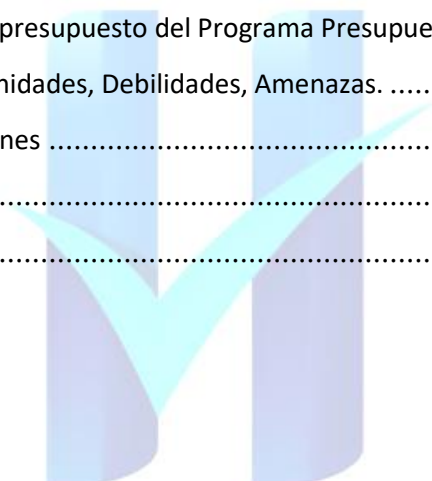 presupuesto del Programa Presupue
nidades, Debilidades, Amenazas. .....
nes ..........................................
..................................................
..................................................